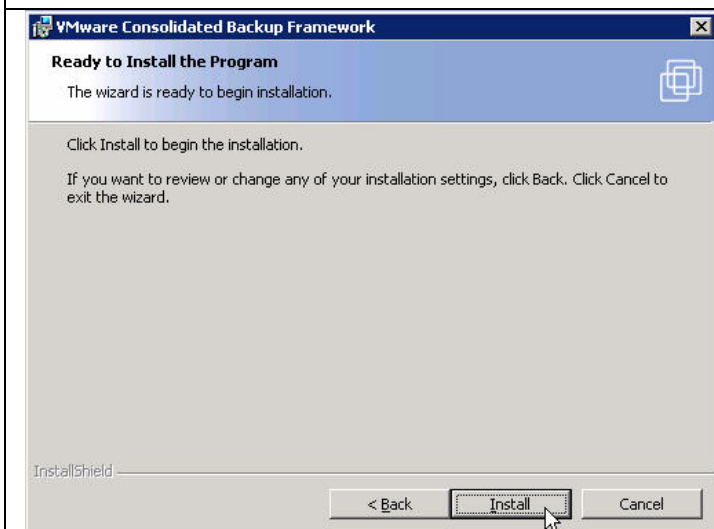 VMware Consolidated Backup Framework
Ready to Install the Program
The wizard is ready to begin installation.
Click Install to begin the installation.
If you want to review or change any of your installation settings, click Back. Click Cancel to
exit the wizard.
InstallShield
< Back Install Cancel